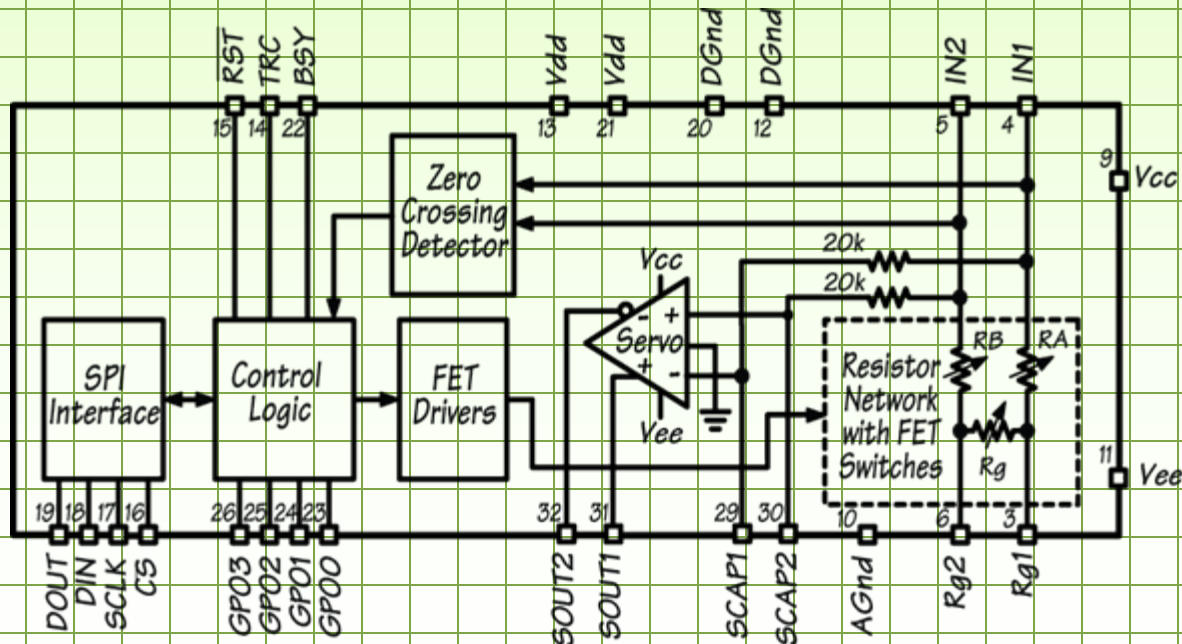 RST
TRC
BSY
Vdd
Vdd
DGnd
DGnd
IN2
IN1
15
14
22
13
21
20
12
5
4
9
Vcc
Zero
Crossing
Detector
20k
20k
Vcc
- +
Servo
+ -
Vee
SPI
Interface
Control
Logic
FET
Drivers
Resistor
Network
with FET
Switches
RB
RA
Rg
11
Vee
19
18
17
16
26
25
24
23
32
31
29
30
10
6
3
DOUT
DIN
SCLK
CS
GPO3
GPO2
GPO1
GPO0
SOUT2
SOUT1
SCAP1
SCAP2
AGnd
Rg2
Rg1